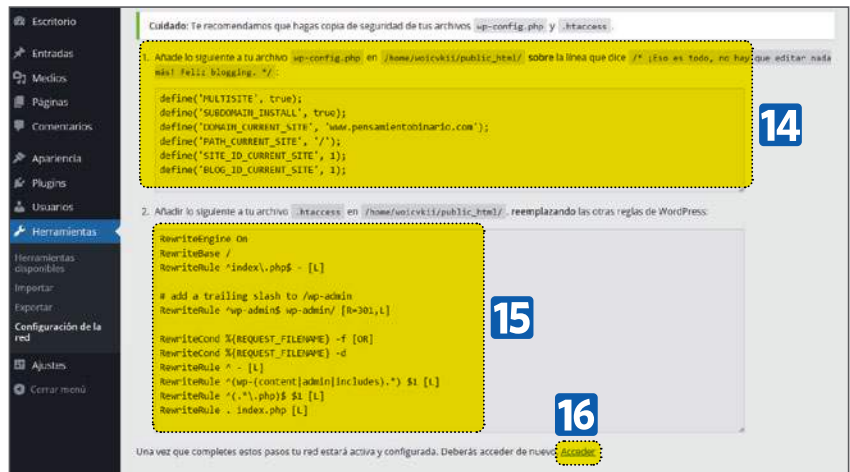 Escritorio
Entradas
Medios
Páginas
Comentarios
Apariencia
Plugins
Usuarios
Herramientas
Herramientas
disponibles
Importar
Exportar
Configuración de la
red
Ajustes
Cerrar menú
Cuidado: Te recomendamos que hagas copia de seguridad de tus archivos wp-config.php y .htaccess.
1. Añade lo siguiente a tu archivo wp-config.php en /home/voicvkii/public_html/ sobre la línea que dice /* ¡Eso es todo, no hay que editar nada
más! Feliz blogging. */ :
define('MULTISITE', true);
define('SUBDOMAIN_INSTALL', true);
define('DOMAIN_CURRENT_SITE', 'www.pensamientobinario.com');
define('PATH_CURRENT_SITE', '/');
define('SITE_ID_CURRENT_SITE', 1);
define('BLOG_ID_CURRENT_SITE', 1);
14
2. Añadir lo siguiente a tu archivo .htaccess en /home/voicvkii/public_html/ , reemplazando las otras reglas de WordPress:
RewriteEngine On
RewriteBase /
RewriteRule ^index\.php$ - [L]
# add a trailing slash to /wp-admin
RewriteRule ^wp-admin$ wp-admin/ [R=301,L]
RewriteCond %{REQUEST_FILENAME} -f [OR]
RewriteCond %{REQUEST_FILENAME} -d
RewriteRule ^ - [L]
RewriteRule ^(wp-(content|admin|includes).*) $1 [L]
RewriteRule ^(.*\.php)$ $1 [L]
RewriteRule . index.php [L]
15
16
Una vez que completes estos pasos tu red estará activa y configurada. Deberás acceder de nuevo. Acceder